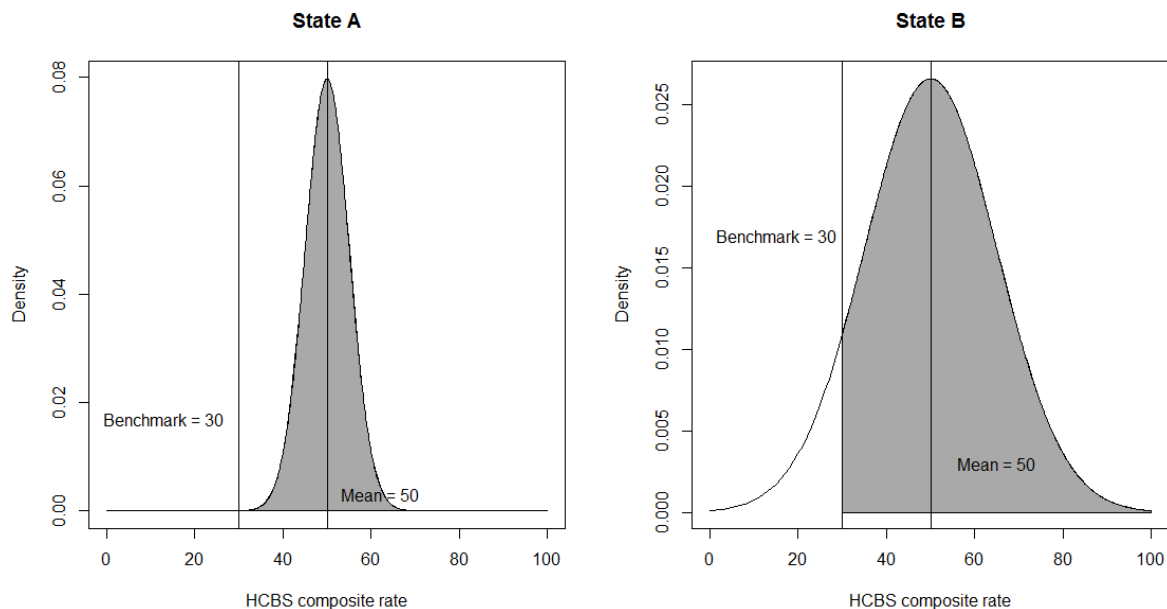 State A
0.08
0.06
0.04
0.02
0.00
Density
Benchmark = 30
Mean = 50
0 20 40 60 80 100
HCBS composite rate
State B
0.025
0.020
0.015
0.010
0.005
0.000
Density
Benchmark = 30
Mean = 50
0 20 40 60 80 100
HCBS composite rate